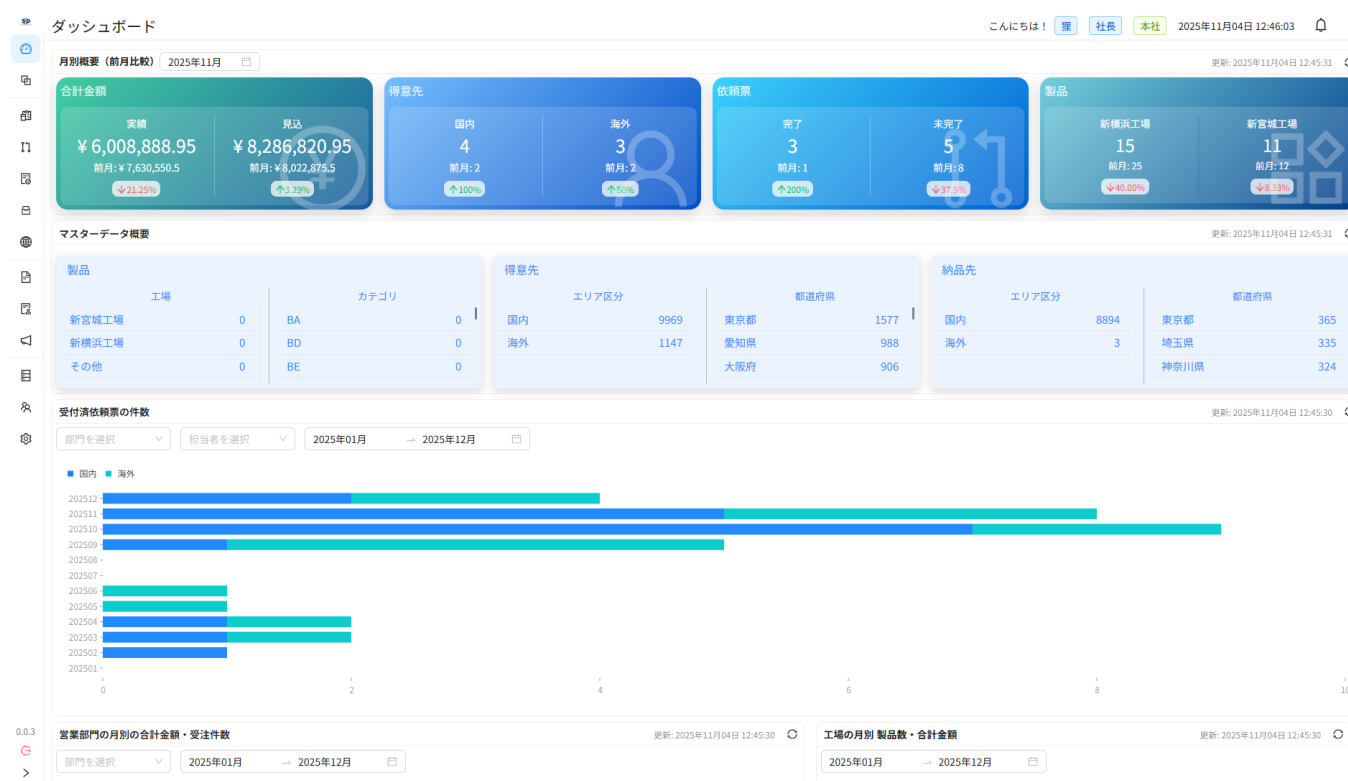 SD
ダッシュボード
こんにちは！ 狸 社長 本社 2025年11月04日 12:46:03
月別概要（前月比較） 2025年11月
更新: 2025年11月04日 12:45:31
合計金額
実績 見込
¥ 6,008,888.95 ¥ 8,286,820.95
前月: ¥ 7,630,550.5 前月: ¥ 8,022,875.5
↓21.25% ↑3.29%
得意先
国内 海外
4 3
前月: 2 前月: 2
↑100% ↑50%
依頼票
完了 未完了
3 5
前月: 1 前月: 8
↑200% ↓37.5%
製品
新横浜工場 新宮城工場
15 11
前月: 25 前月: 12
↓40.00% ↓8.33%
マスターデータ概要
更新: 2025年11月04日 12:45:31
製品
工場 カテゴリ
新宮城工場 0 BA 0
新横浜工場 0 BD 0
その他 0 BE 0
得意先
エリア区分 都道府県
国内 9969 東京都 1577
海外 1147 愛知県 988
大阪府 906
納品先
エリア区分 都道府県
国内 8894 東京都 365
海外 3 埼玉県 335
神奈川県 324
受付済依頼票の件数
更新: 2025年11月04日 12:45:30
部門を選択 担当者を選択 2025年01月 → 2025年12月
国内 海外
202512
202511
202510
202509
202508
202507
202506
202505
202504
202503
202502
202501
0 2 4 6 8 10
営業部門の月別の合計金額・受注件数
更新: 2025年11月04日 12:45:30
部門を選択 2025年01月 → 2025年12月
工場の月別 製品数・合計金額
更新: 2025年11月04日 12:45:30
2025年01月 → 2025年12月
0.0.3